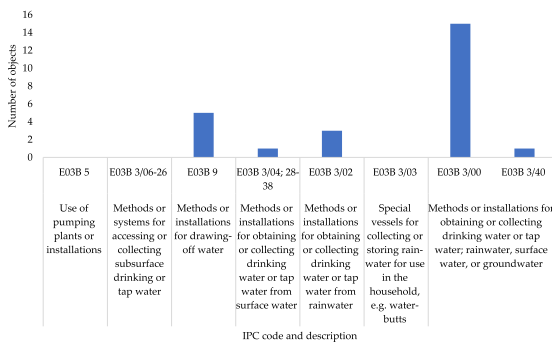 Number of objects
16
14
12
10
8
6
4
2
0
E03B 5
E03B 3/06-26
E03B 9
E03B 3/04; 28-
38
E03B 3/02
E03B 3/03
E03B 3/00
E03B 3/40
Use of
pumping
plants or
installations
Methods or
systems for
accessing or
collecting
subsurface
drinking or
tap water
Methods or
installations
for drawing-
off water
Methods or
installations
for obtaining
or collecting
drinking
water or tap
water from
surface water
Methods or
installations
for obtaining
or collecting
drinking
water or tap
water from
rainwater
Special
vessels for
collecting or
storing rain-
water for use
in the
household,
e.g. water-
butts
Methods or installations for
obtaining or collecting
drinking water or tap
water; rainwater, surface
water, or groundwater
IPC code and description